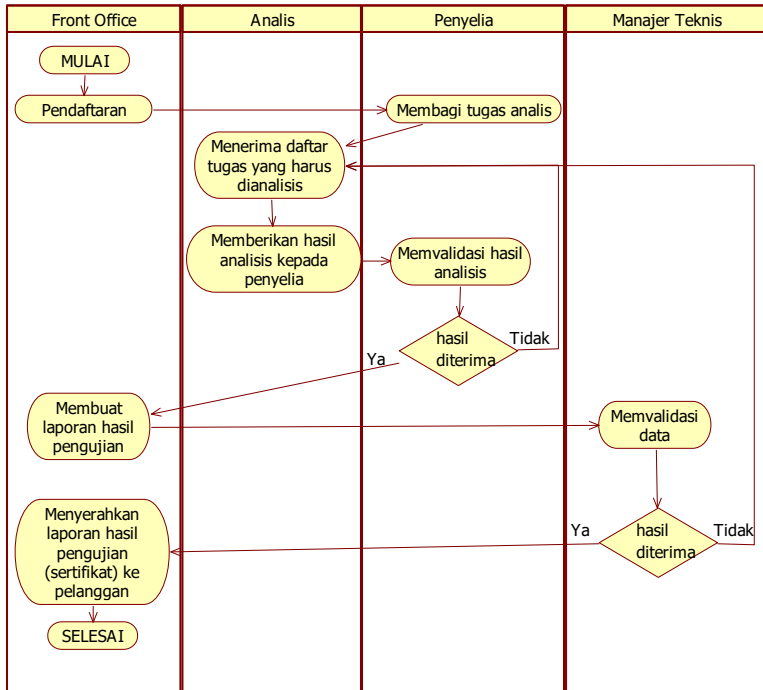 Front Office
Analis
Penyelia
Manajer Teknis
MULAI
Pendaftaran
Membagi tugas analis
Menerima daftar
tugas yang harus
dianalisis
Memberikan hasil
analisis kepada
penyelia
Memvalidasi hasil
analisis
hasil
diterima
Tidak
Ya
Membuat
laporan hasil
pengujian
Memvalidasi
data
hasil
diterima
Tidak
Ya
Menyerahkan
laporan hasil
pengujian
(sertifikat) ke
pelanggan
SELESAI